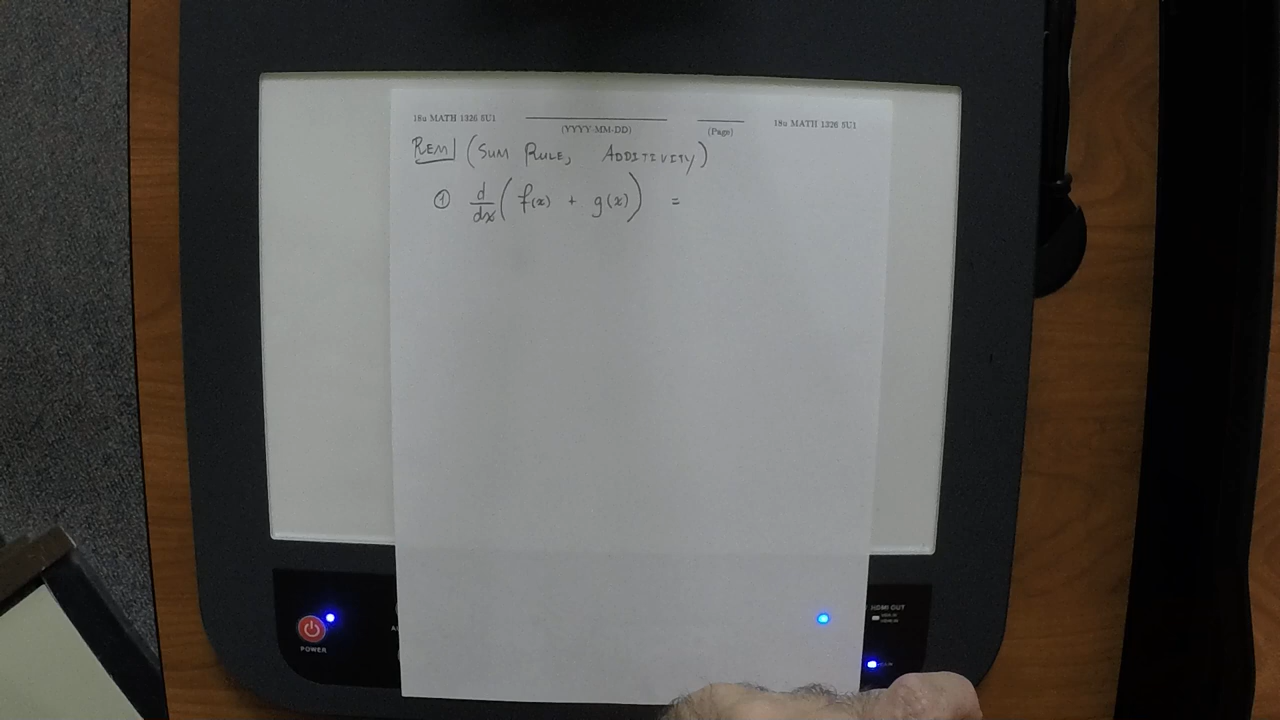 18u MATH 1326 5U1
(YYYY-MM-DD)
(Page)
18u MATH 1326 5U1
REM (SUM RULE, ADDITIVITY)
① d/dx ( f(x) + g(x) ) =
POWER
HDMI OUT